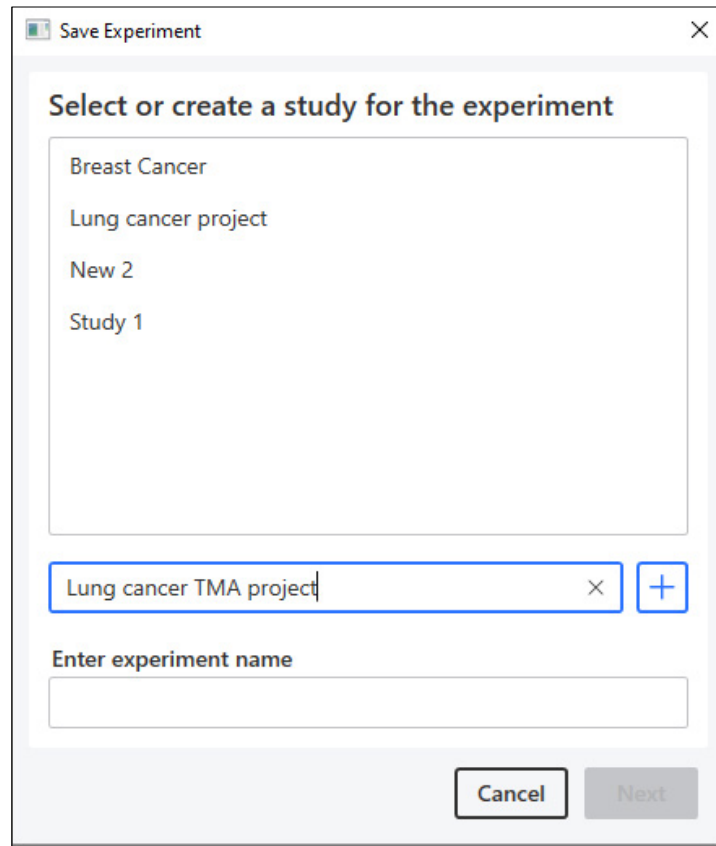 Save Experiment
Select or create a study for the experiment
Breast Cancer
Lung cancer project
New 2
Study 1
Lung cancer TMA project
Enter experiment name
Cancel Next